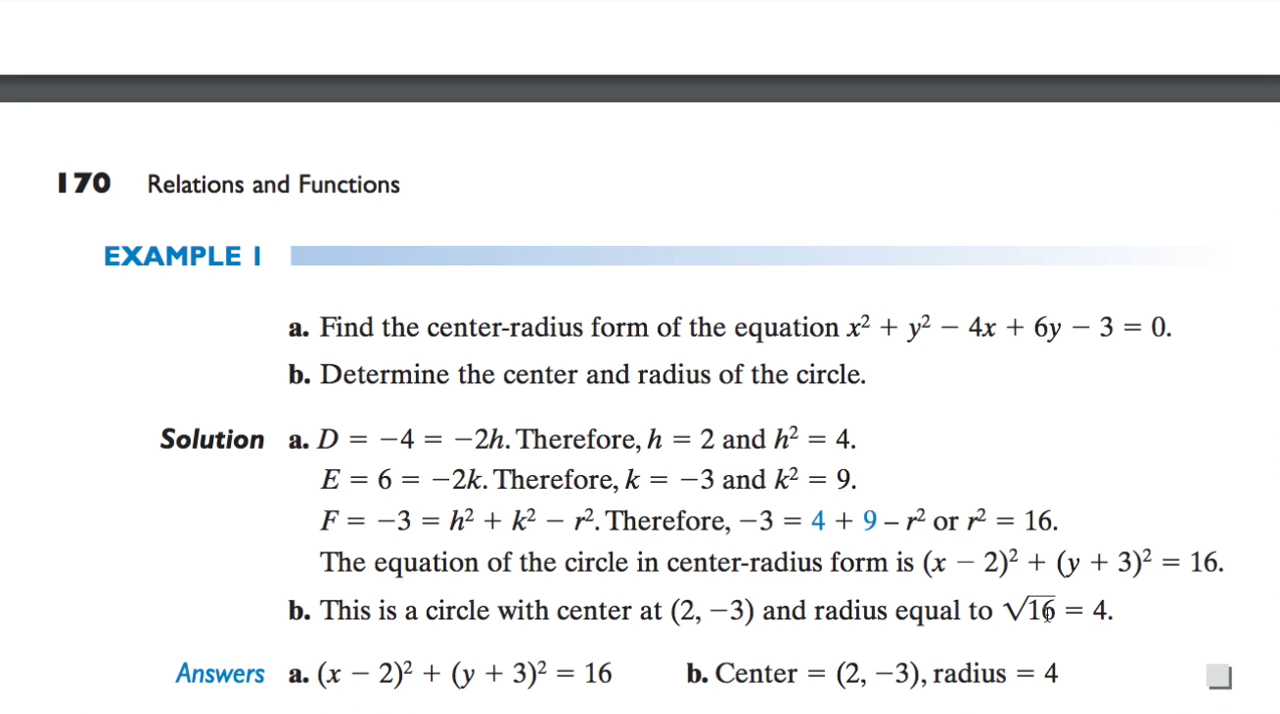 170 Relations and Functions
EXAMPLE 1
a. Find the center-radius form of the equation x² + y² − 4x + 6y − 3 = 0.
b. Determine the center and radius of the circle.
Solution a. D = −4 = −2h. Therefore, h = 2 and h² = 4.
E = 6 = −2k. Therefore, k = −3 and k² = 9.
F = −3 = h² + k² − r². Therefore, −3 = 4 + 9 – r² or r² = 16.
The equation of the circle in center-radius form is (x − 2)² + (y + 3)² = 16.
b. This is a circle with center at (2, −3) and radius equal to √16 = 4.
Answers a. (x − 2)² + (y + 3)² = 16 b. Center = (2, −3), radius = 4